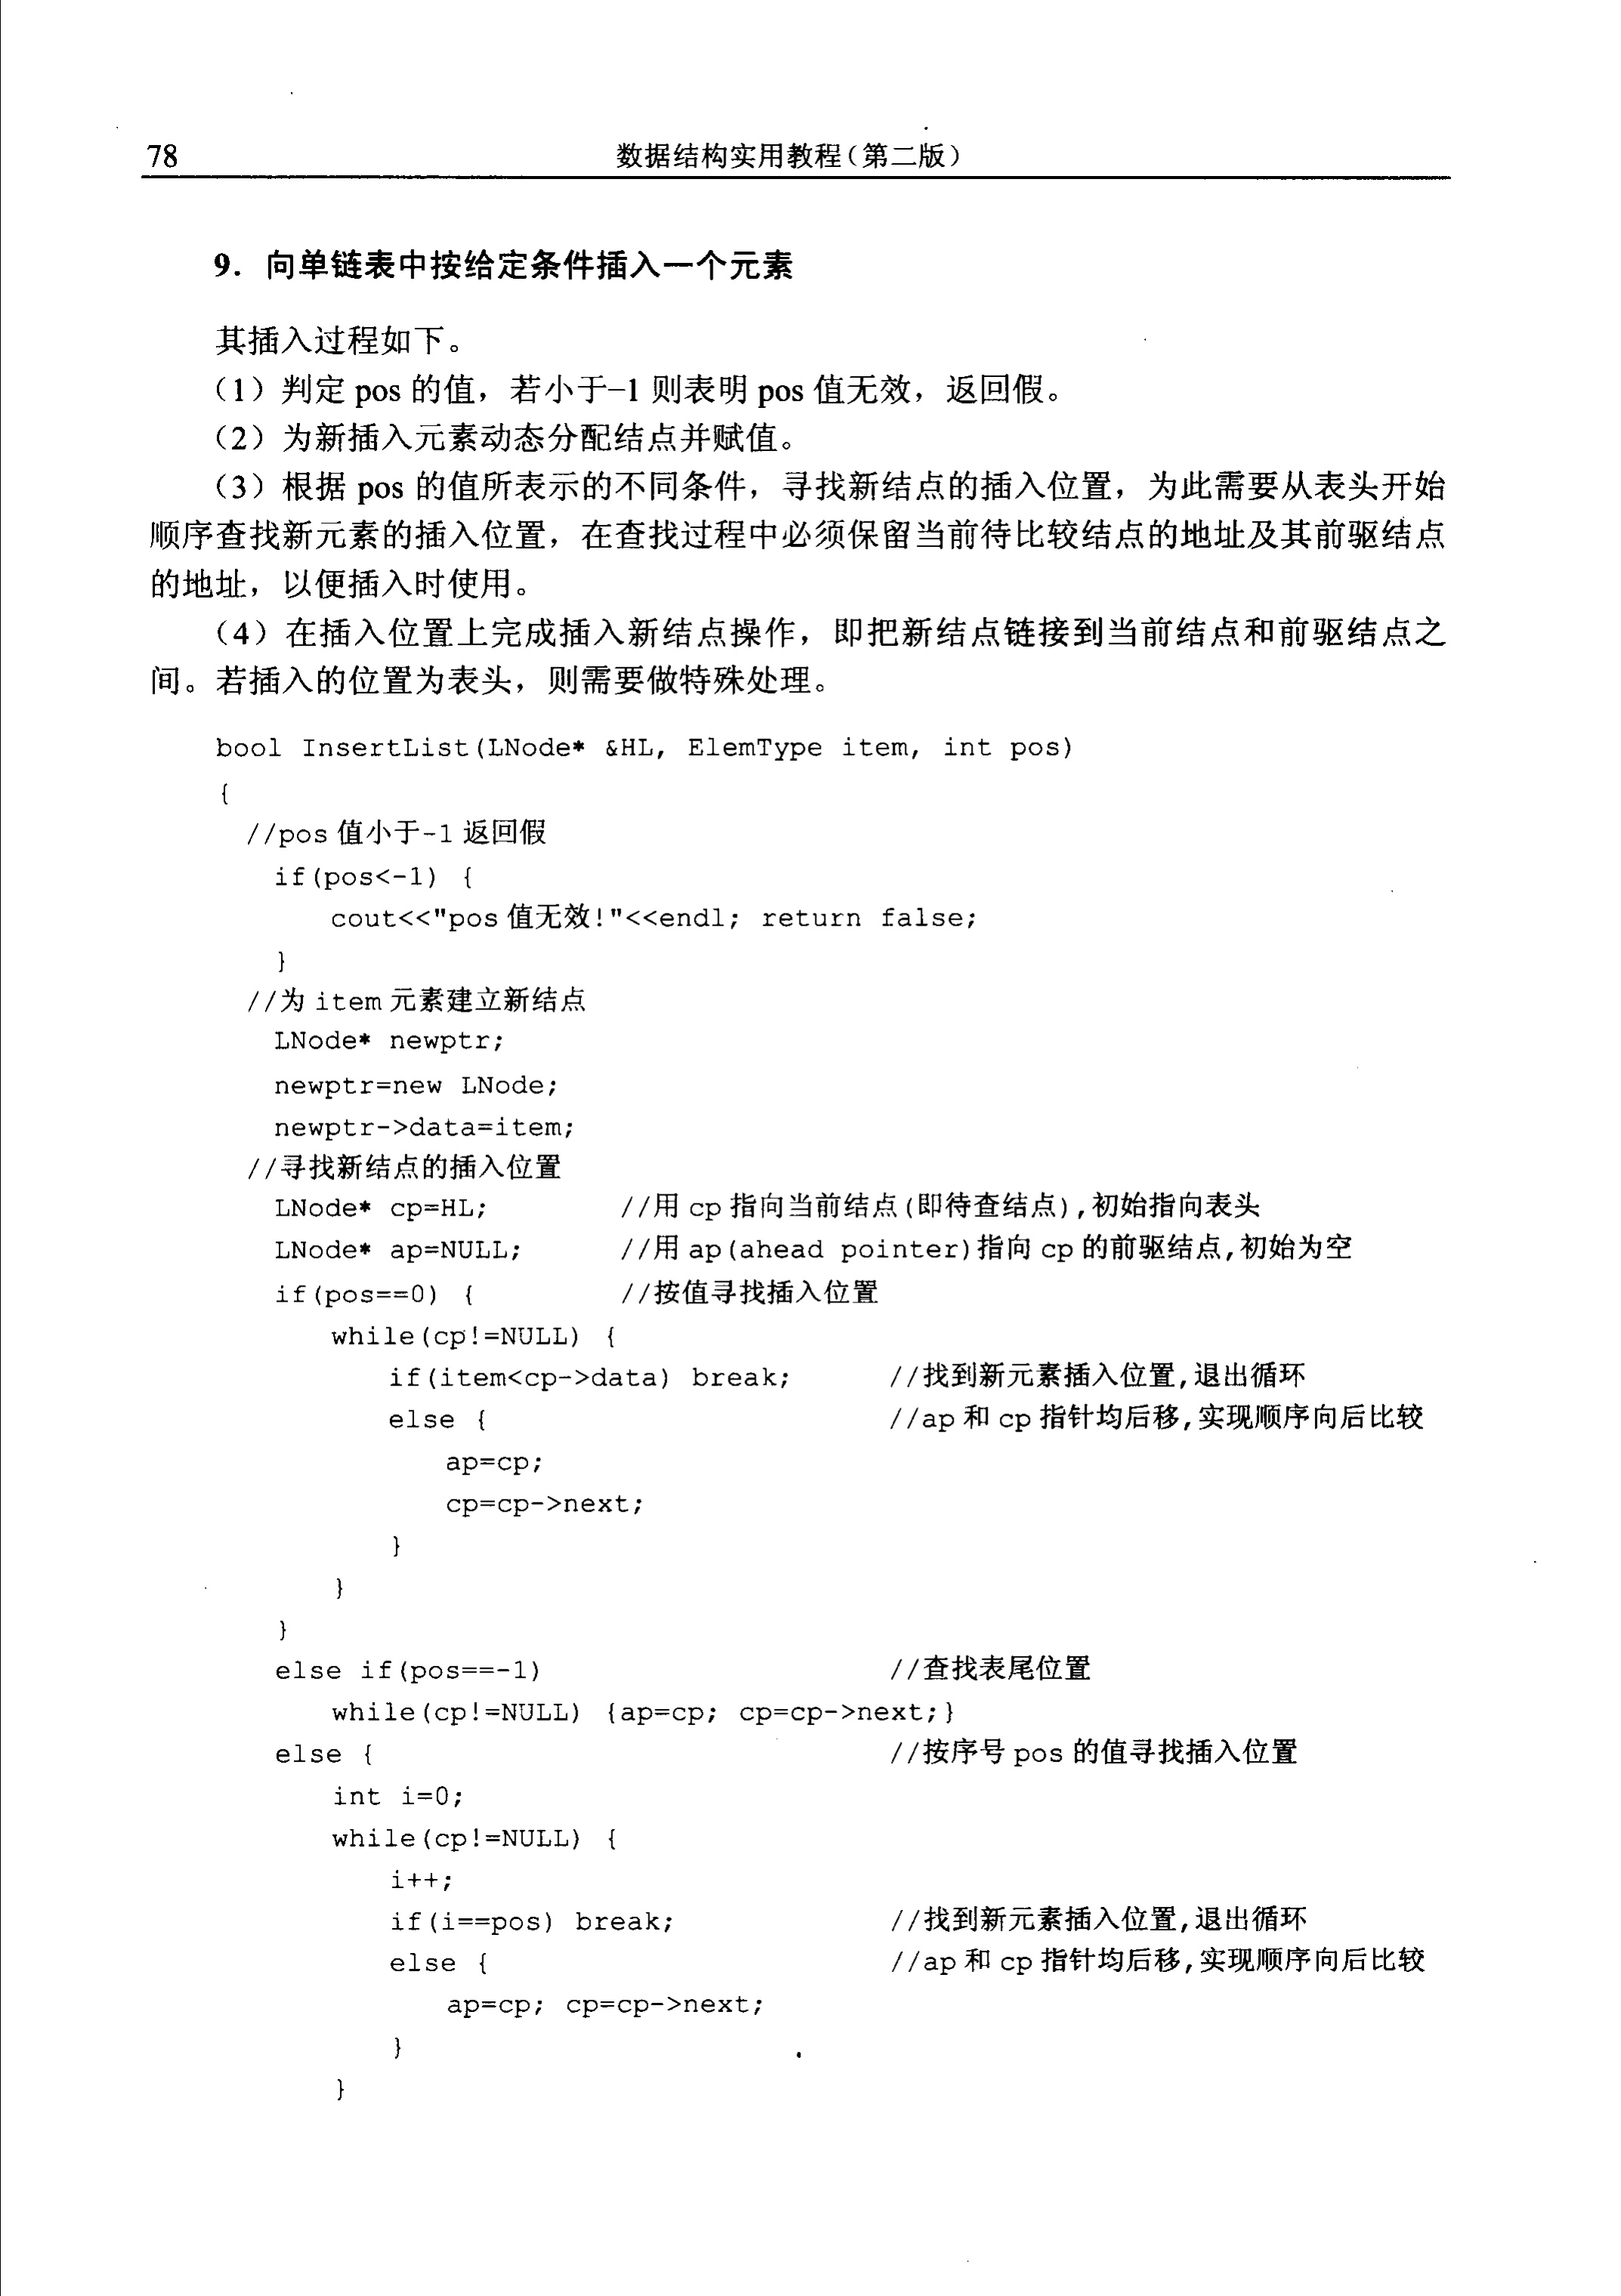 78
数据结构实用教程(第二版)
9. 向单链表中按给定条件插入一个元素
其插入过程如下。
(1)判定 pos 的值，若小于-1 则表明 pos 值无效，返回假。
(2)为新插入元素动态分配结点并赋值。
(3)根据 pos 的值所表示的不同条件，寻找新结点的插入位置，为此需要从表头开始
顺序查找新元素的插入位置，在查找过程中必须保留当前待比较结点的地址及其前驱结点
的地址，以便插入时使用。
(4)在插入位置上完成插入新结点操作，即把新结点链接到当前结点和前驱结点之
间。若插入的位置为表头，则需要做特殊处理。
bool InsertList(LNode* &HL, ElemType item, int pos)
{
//pos 值小于-1 返回假
if(pos<-1) {
cout<<"pos 值无效!"<<endl; return false;
}
//为 item 元素建立新结点
LNode* newptr;
newptr=new LNode;
newptr->data=item;
//寻找新结点的插入位置
LNode* cp=HL; //用 cp 指向当前结点(即待查结点),初始指向表头
LNode* ap=NULL; //用 ap(ahead pointer)指向 cp 的前驱结点,初始为空
if(pos==0) { //按值寻找插入位置
while(cp!=NULL) {
if(item<cp->data) break; //找到新元素插入位置,退出循环
else { //ap 和 cp 指针均后移,实现顺序向后比较
ap=cp;
cp=cp->next;
}
}
}
else if(pos==-1) //查找表尾位置
while(cp!=NULL) {ap=cp; cp=cp->next;}
else { //按序号 pos 的值寻找插入位置
int i=0;
while(cp!=NULL) {
i++;
if(i==pos) break; //找到新元素插入位置,退出循环
else { //ap 和 cp 指针均后移,实现顺序向后比较
ap=cp; cp=cp->next;
}
}